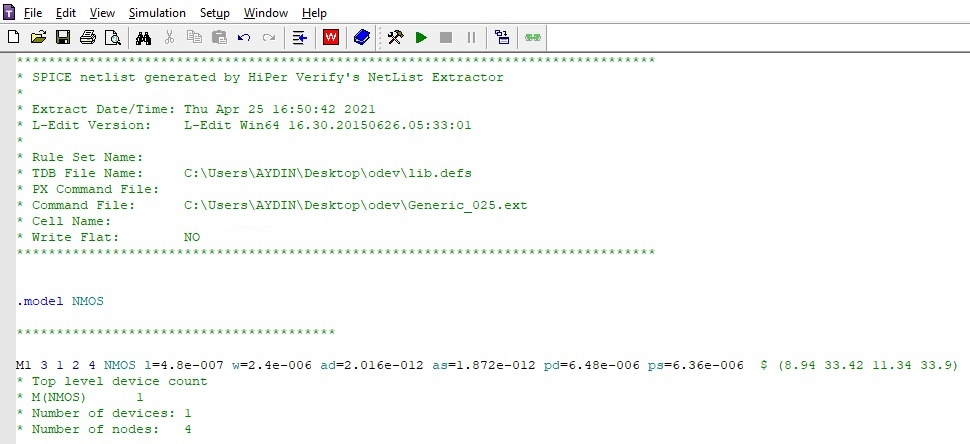 File Edit View Simulation Setup Window Help
********************************************************************************
* SPICE netlist generated by HiPer Verify's NetList Extractor
*
* Extract Date/Time: Thu Apr 25 16:50:42 2021
* L-Edit Version:    L-Edit Win64 16.30.20150626.05:33:01
*
* Rule Set Name:
* TDB File Name:     C:\Users\AYDIN\Desktop\odev\lib.defs
* PX Command File:
* Command File:      C:\Users\AYDIN\Desktop\odev\Generic_025.ext
* Cell Name:
* Write Flat:        NO
********************************************************************************
.model NMOS
****************************************
M1 3 1 2 4 NMOS l=4.8e-007 w=2.4e-006 ad=2.016e-012 as=1.872e-012 pd=6.48e-006 ps=6.36e-006  $ (8.94 33.42 11.34 33.9)
* Top level device count
* M(NMOS)      1
* Number of devices: 1
* Number of nodes:   4